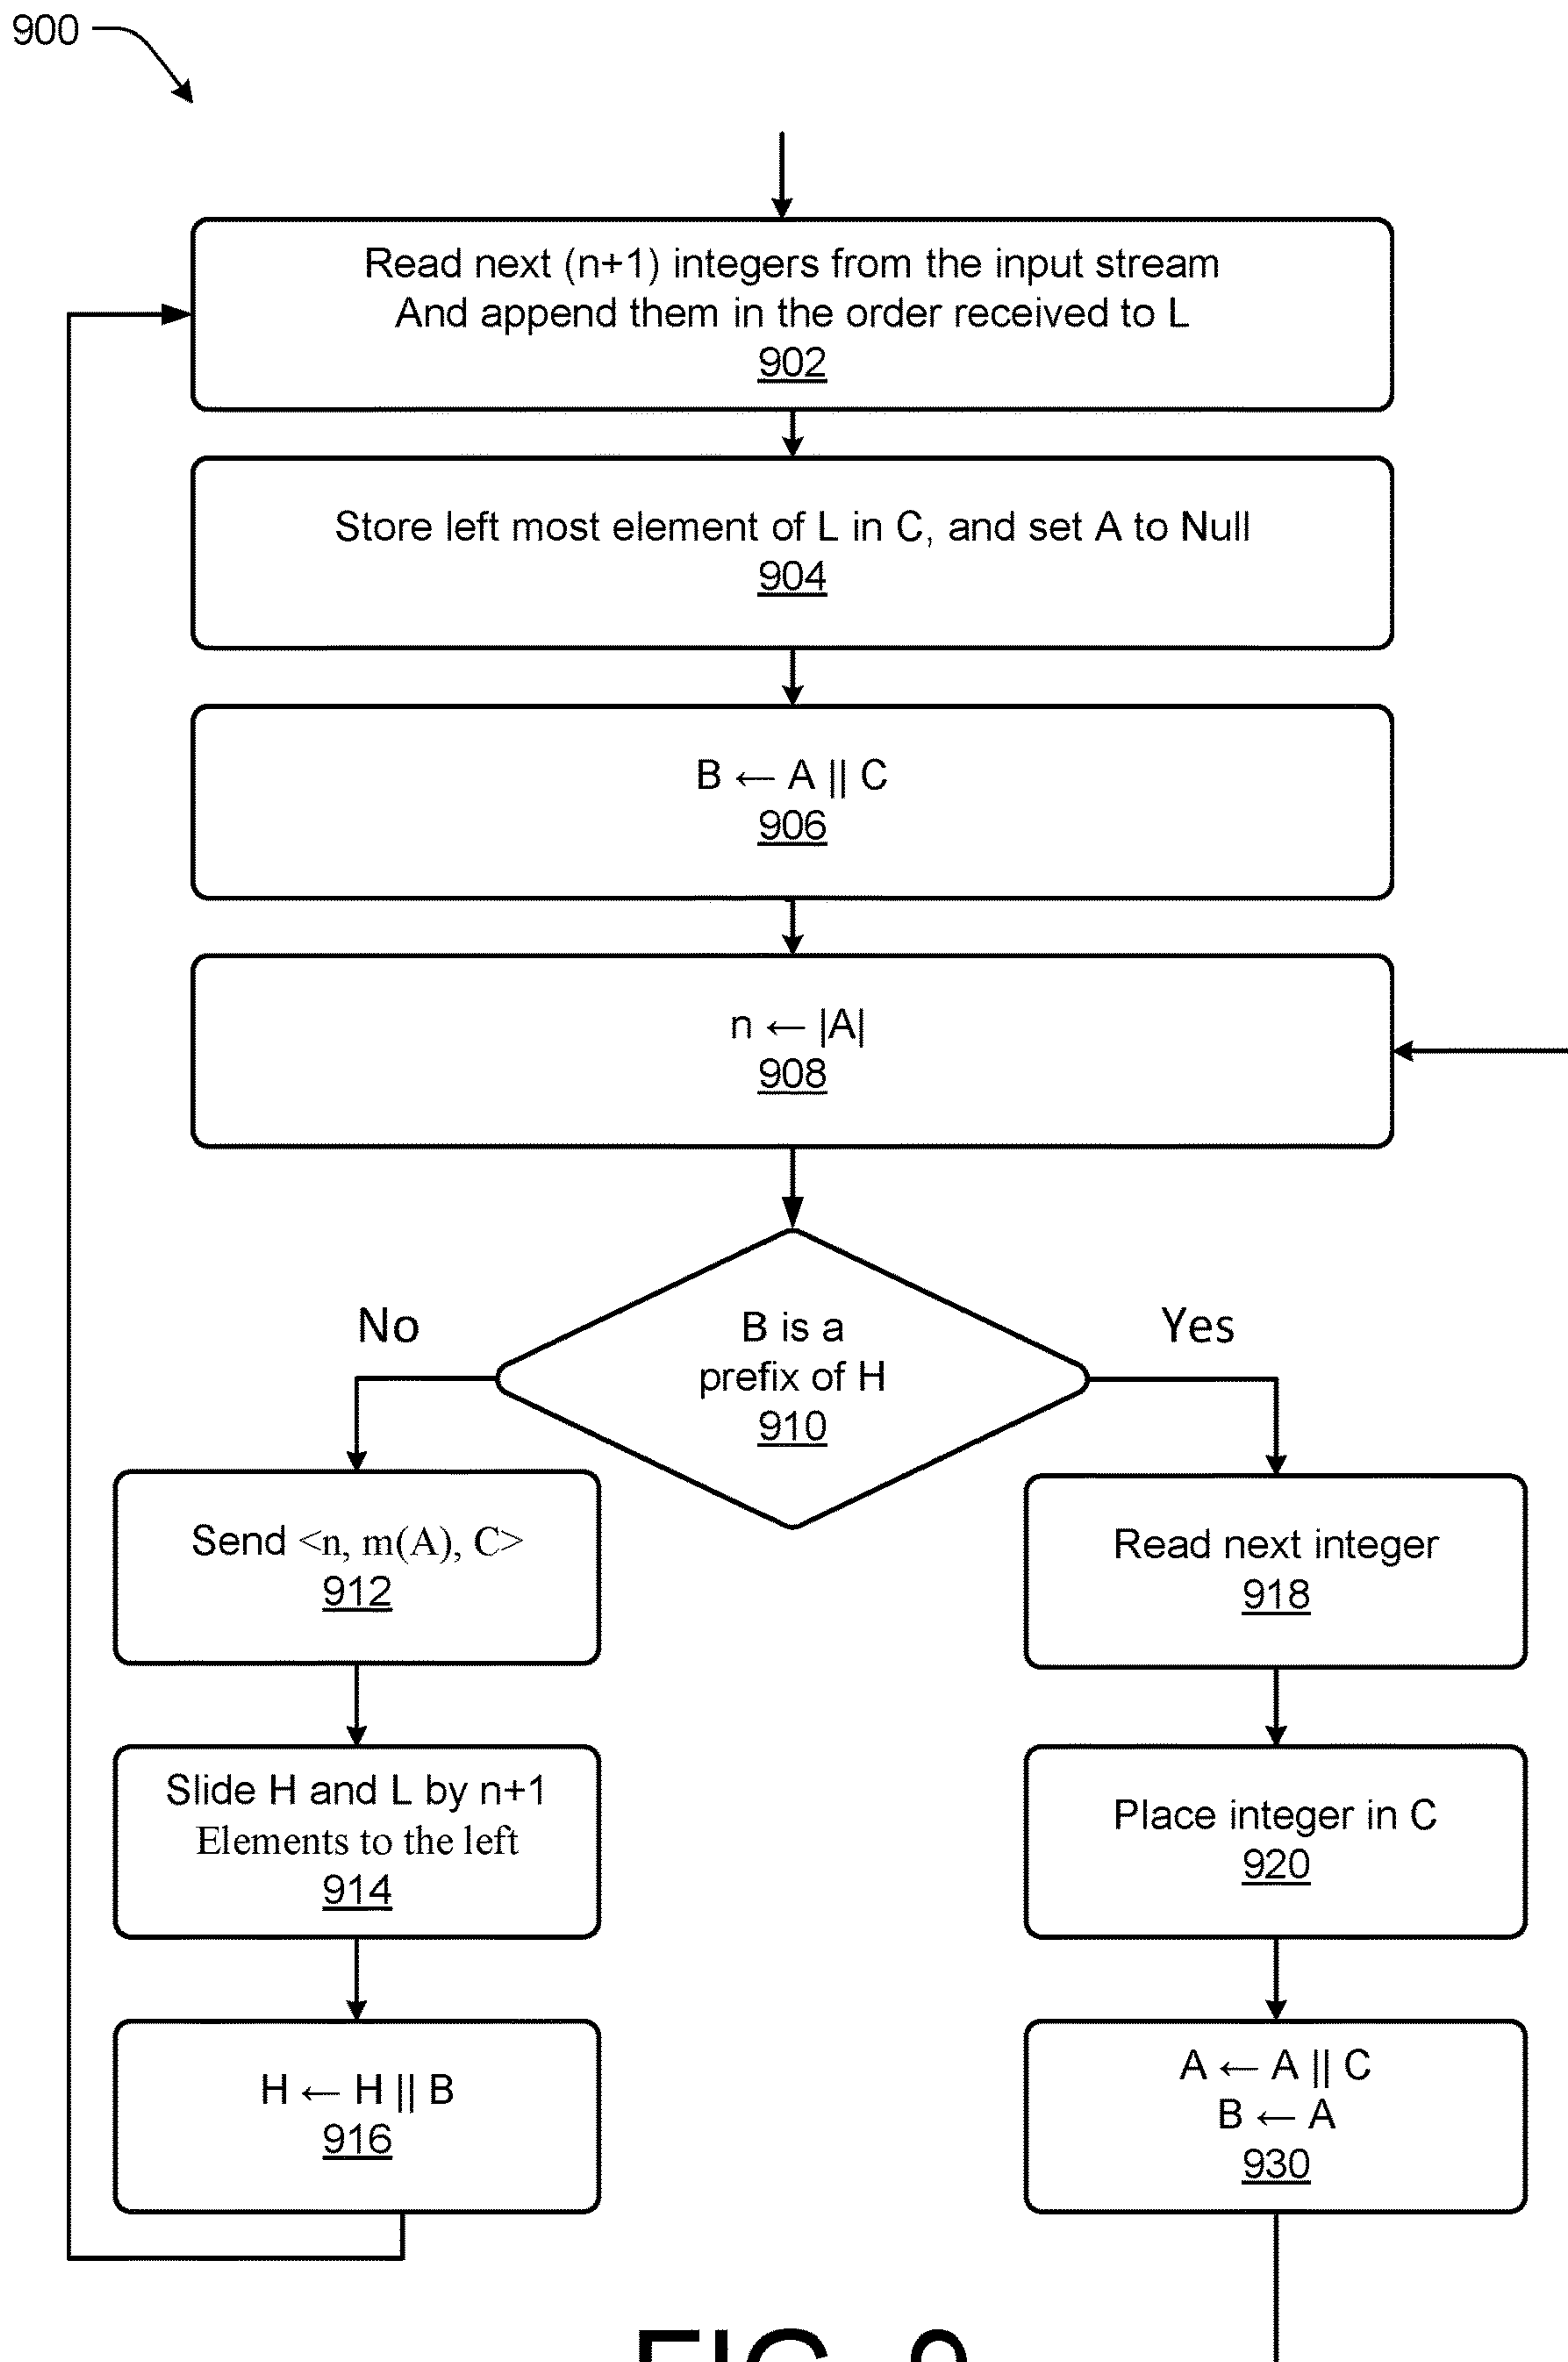 900
Read next (n+1) integers from the input stream
And append them in the order received to L
902
Store left most element of L in C, and set A to Null
904
B ← A || C
906
n ← |A|
908
B is a
prefix of H
910
No
Yes
Send <n, m(A), C>
912
Slide H and L by n+1
Elements to the left
914
H ← H || B
916
Read next integer
918
Place integer in C
920
A ← A || C
B ← A
930
FIG.